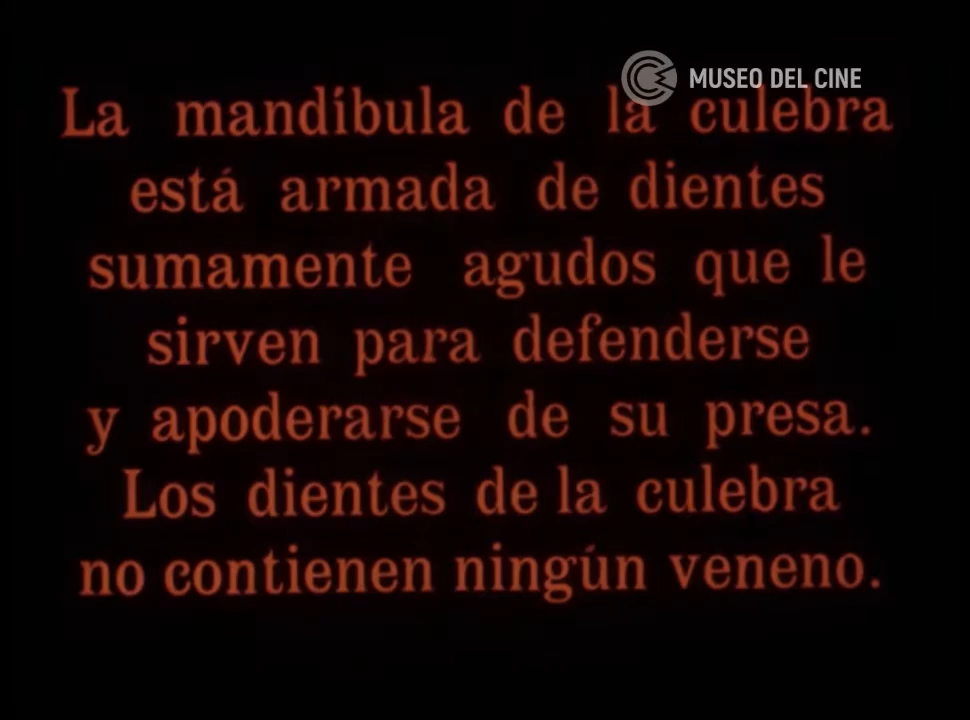 MUSEO DEL CINE
La mandíbula de la culebra
está armada de dientes
sumamente agudos que le
sirven para defenderse
y apoderarse de su presa.
Los dientes de la culebra
no contienen ningún veneno.